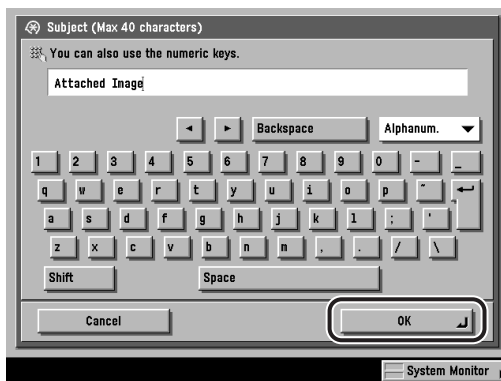 Subject (Max 40 characters)
You can also use the numeric keys.
Attached Image
◄ ► Backspace Alphanum. ▼
1 2 3 4 5 6 7 8 9 0 - _
q w e r t y u i o p ~ ↵
a s d f g h j k l ; '
z x c v b n m , . / \
Shift Space
Cancel OK
System Monitor